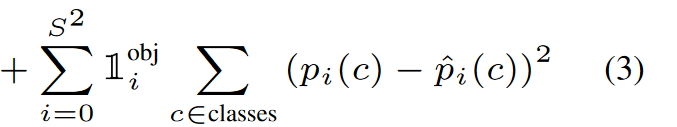 $+ \sum_{i=0}^{S^2} \mathbb{1}_i^{\text{obj}} \sum_{c \in \text{classes}} (p_i(c) - \hat{p}_i(c))^2 \quad (3)$